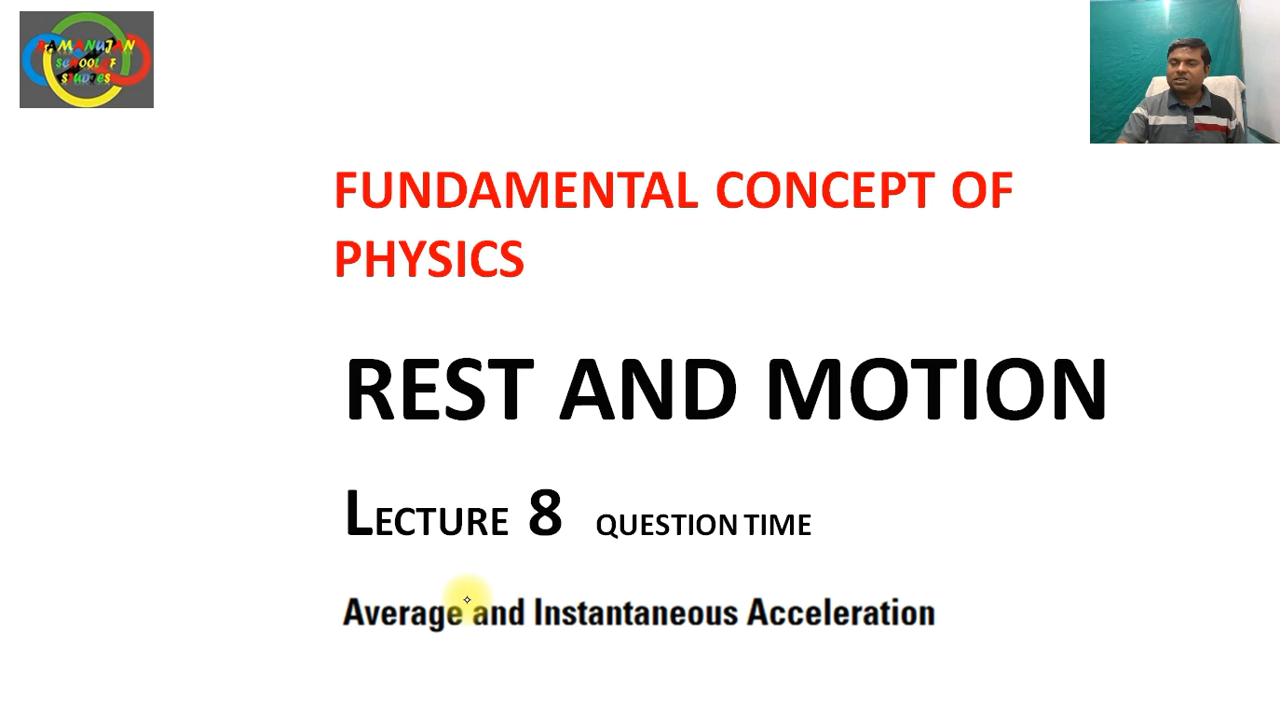 RAMANUJAN
SCHOOL OF
STUDIES
FUNDAMENTAL CONCEPT OF
PHYSICS
REST AND MOTION
LECTURE 8 QUESTION TIME
Average and Instantaneous Acceleration